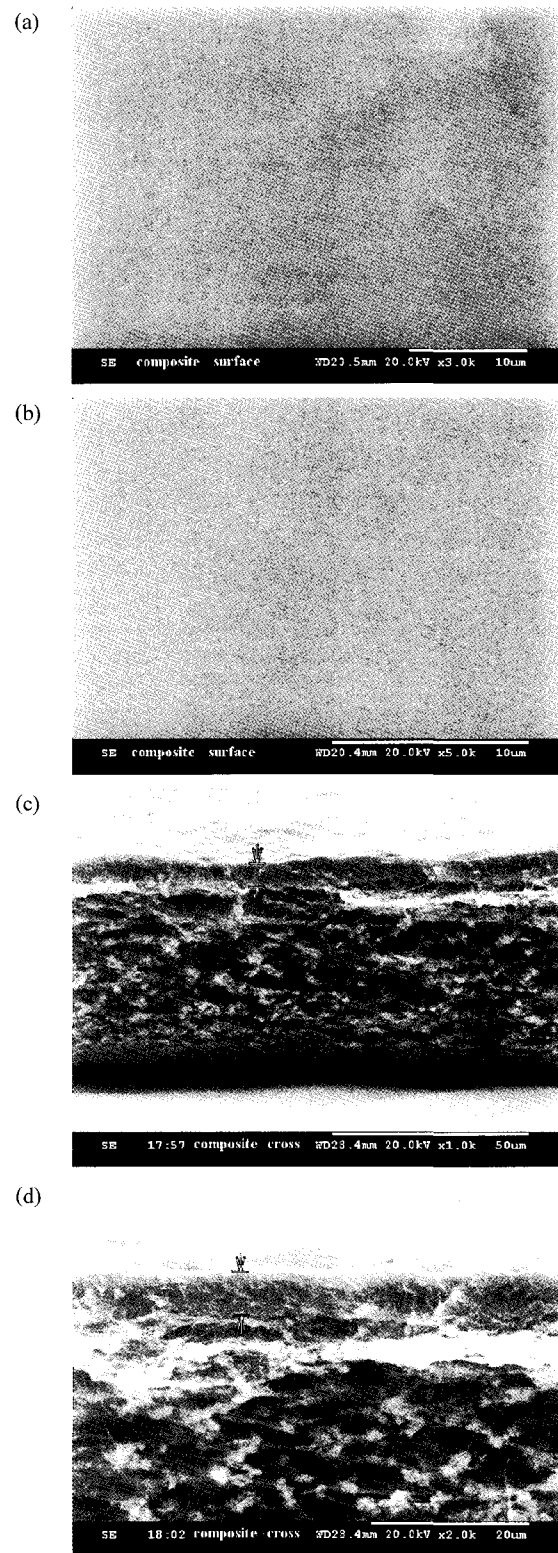 (a)
SE composite surface WD20.5mm 20.0kV x3.0k 10um
(b)
SE composite surface WD20.4mm 20.0kV x5.0k 10um
(c)
SE 17:57 composite cross WD23.4mm 20.0kV x1.0k 50um
(d)
SE 18:02 composite cross WD23.4mm 20.0kV x2.0k 20um